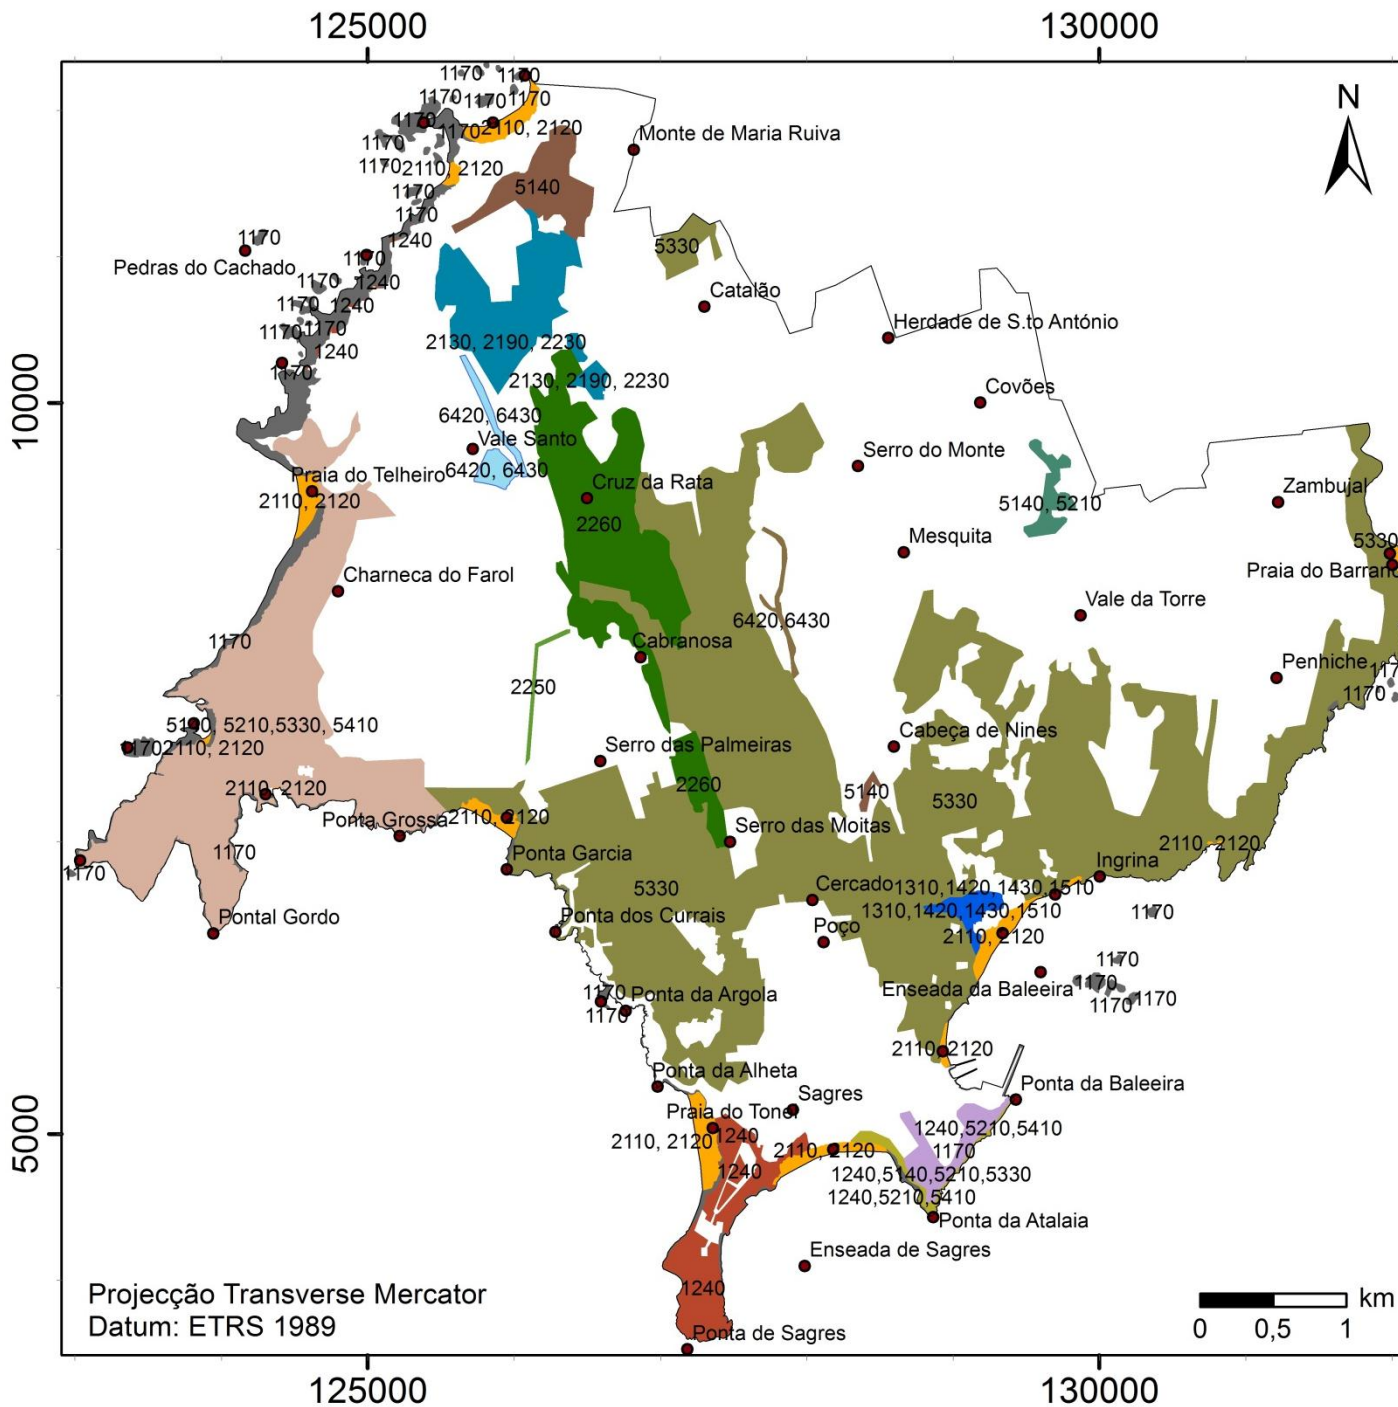 125000
130000
1170
1170
1170
1170
1170
1170
1170
2110, 2120
1170
N
Monte de Maria Ruiva
1170
2110, 2120
5140
1170
1170
1170
1240
5330
Pedras do Cachado
1170
1170
1240
Catalão
1170
1240
Herdade de S.to António
1170
1170
1240
2130, 2190, 2230
1170
2130, 2190, 2230
Covões
10000
6420, 6430
Vale Santo
Serro do Monte
6420, 6430
Praia do Telheiro
Cruz da Rata
Zambujal
2110, 2120
5140, 5210
2260
Mesquita
5330
Praia do Barranc
Charneca do Farol
Vale da Torre
6420,6430
1170
Cabranosa
Penhiche
117
2250
1170
5210,5330, 5410
Cabeça de Nines
1170
2110, 2120
Serro das Palmeiras
2110, 2120
2260
5140
5330
Ponta Grossa
2110, 2120
Serro das Moitas
2110, 2120
1170
Ponta Garcia
Ingrina
1170
5330
Cercado
1310,1420,1430,1510
1310,1420,1430,1510
1170
Pontal Gordo
Ponta dos Currais
Poço
2110, 2120
1170
1170
Enseada da Baleeira
1170
Ponta da Argola
1170
1170
1170
2110, 2120
Ponta da Alheta
Ponta da Baleeira
Sagres
Praia do Tonel
5000
2110, 2120
1240
1240,5210,5410
2110, 2120
1170
1240
1240,5140,5210,5330
1240,5210,5410
Ponta da Atalaia
Enseada de Sagres
1240
Projecção Transverse Mercator
Datum: ETRS 1989
km
0 0,5 1
Ponta de Sagres
125000
130000